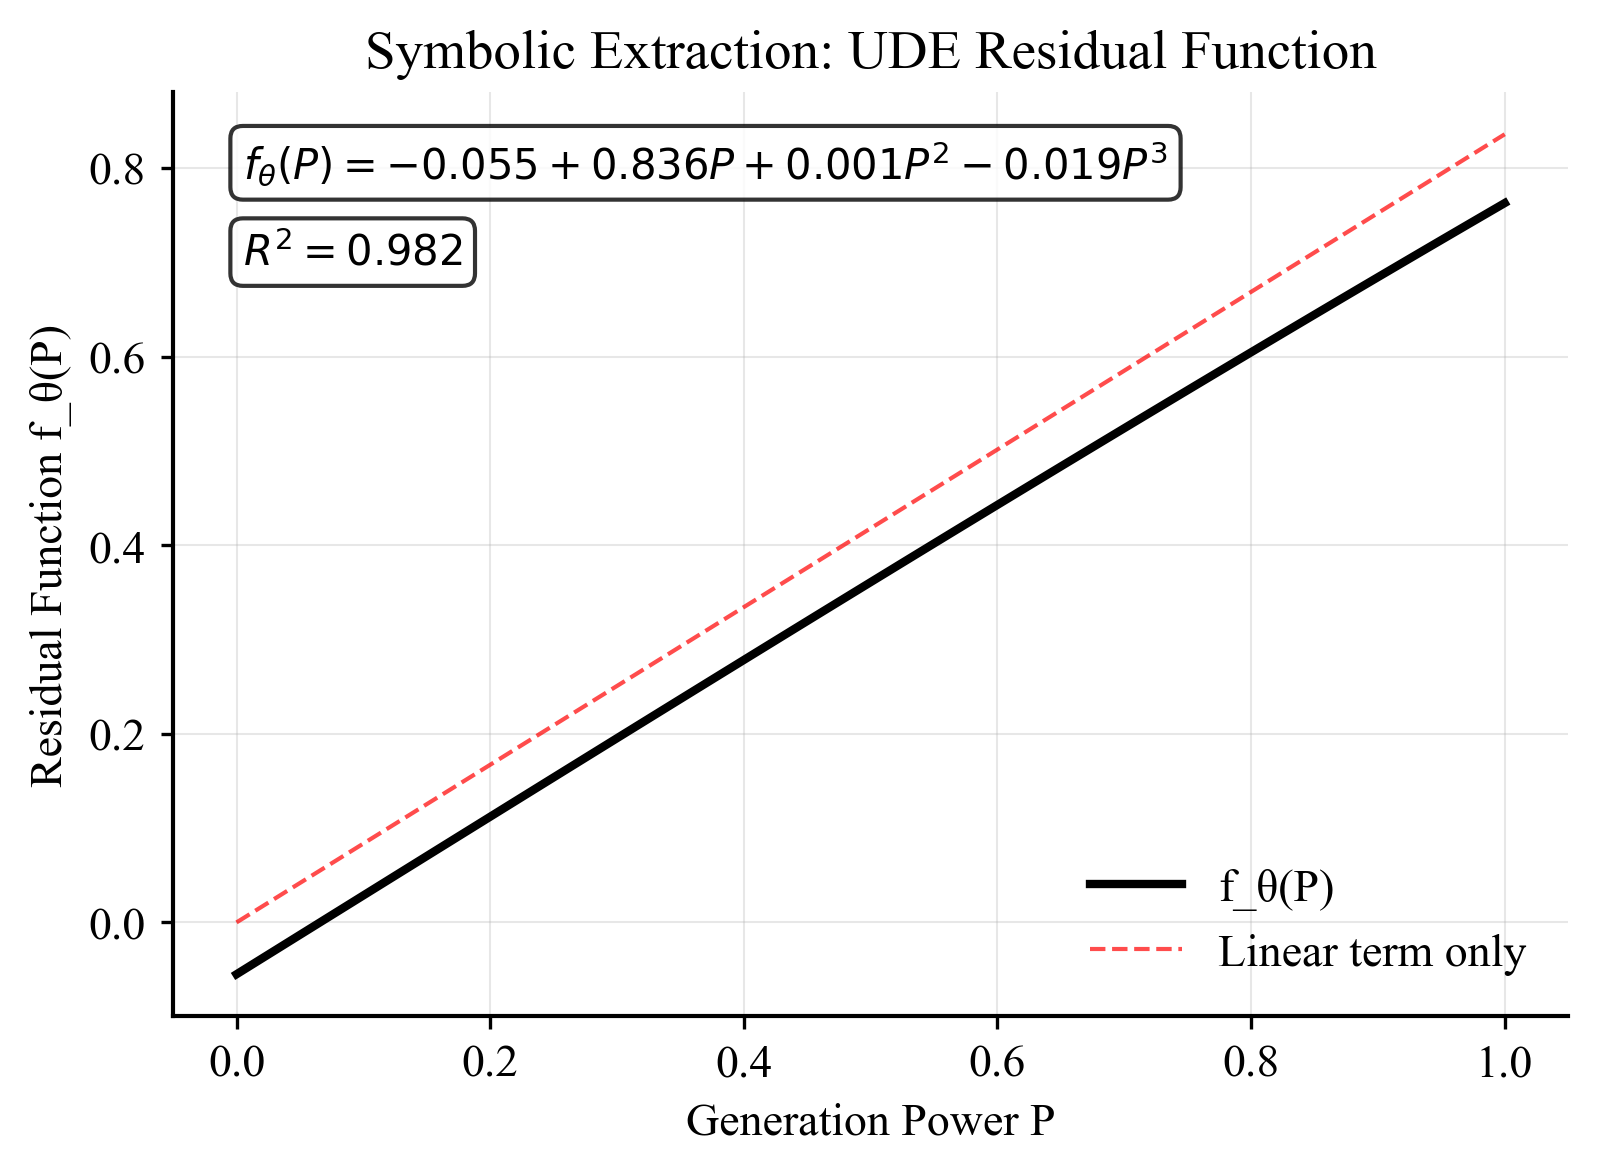 Symbolic Extraction: UDE Residual Function
f_θ(P) = −0.055 + 0.836P + 0.001P² − 0.019P³
R² = 0.982
Residual Function f_θ(P)
0.8
0.6
0.4
0.2
0.0
f_θ(P)
Linear term only
0.0 0.2 0.4 0.6 0.8 1.0
Generation Power P